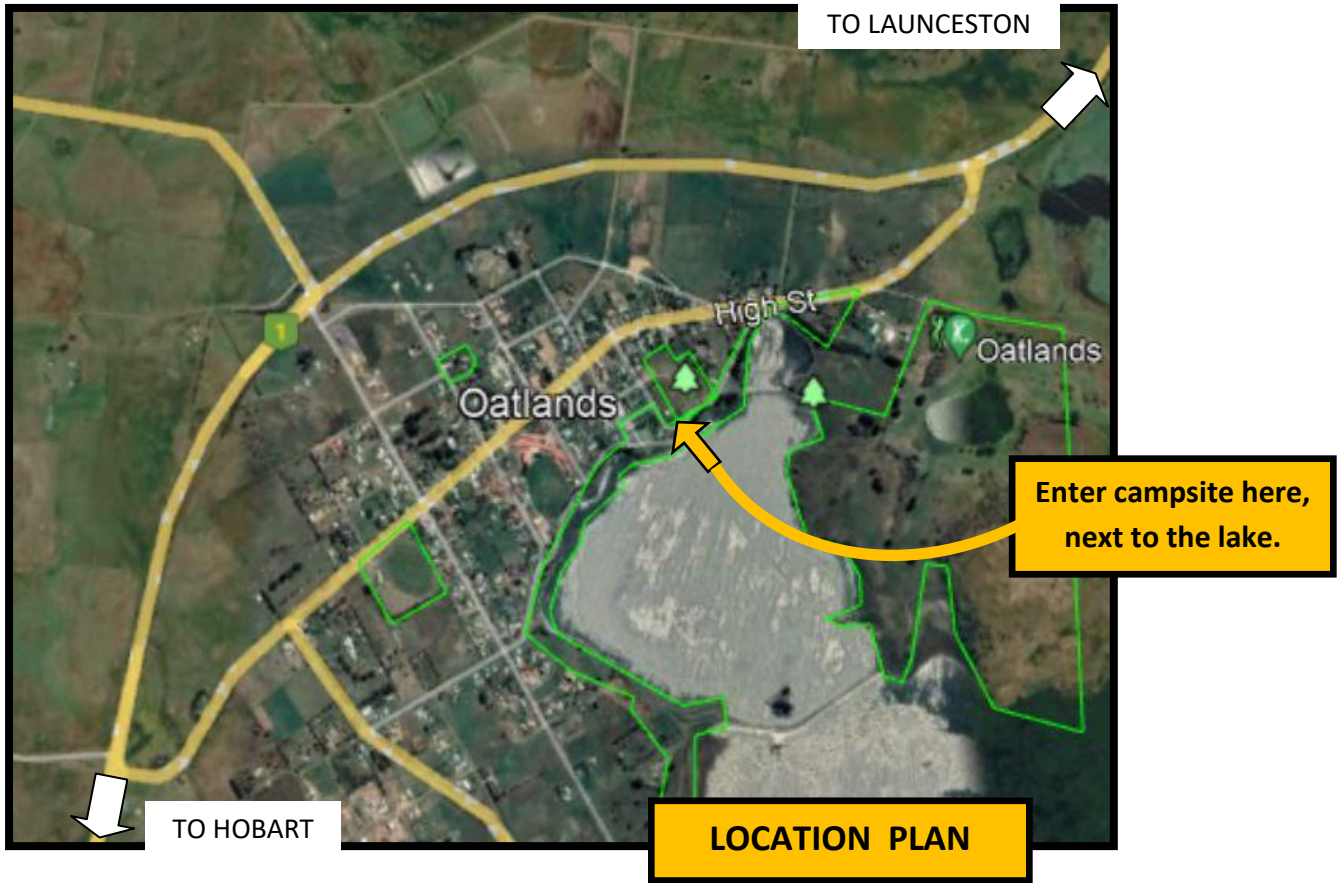 TO LAUNCESTON
High St
Oatlands
Oatlands
1
Enter campsite here,
next to the lake.
TO HOBART
LOCATION PLAN